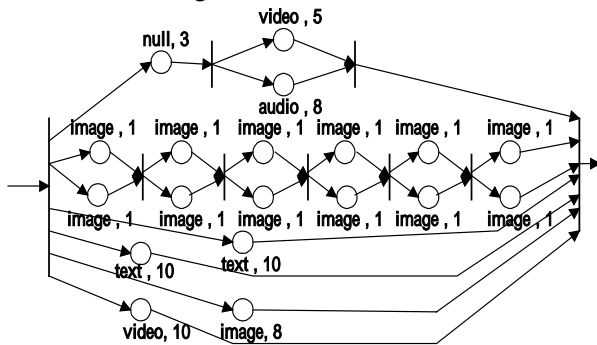 video , 5
null, 3
audio , 8
image , 1 image , 1 image , 1 image , 1 image , 1 image , 1
image , 1 image , 1 image , 1 image , 1 image , 1 image , 1
text , 10
text , 10
video, 10 image, 8